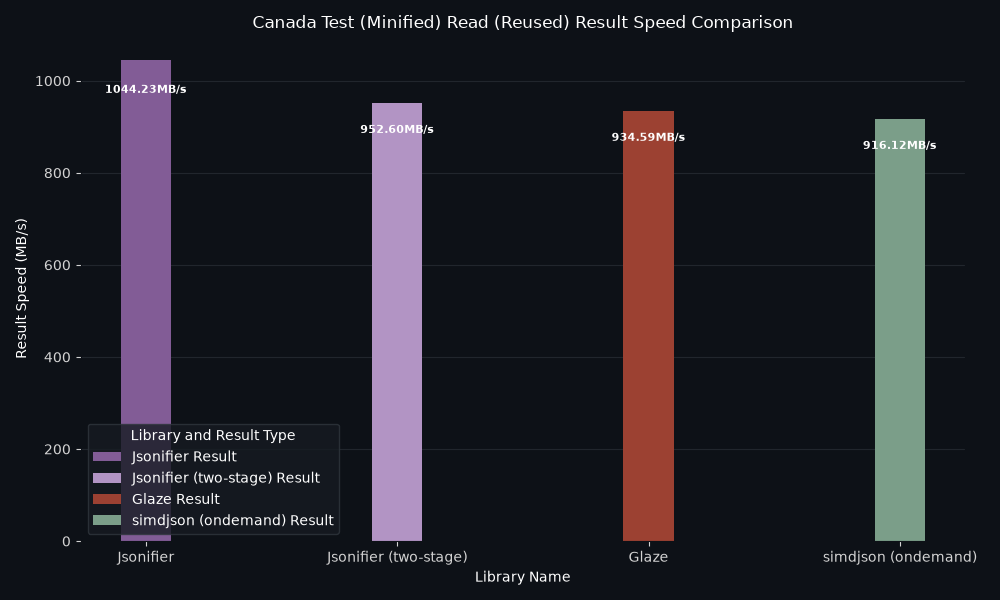 Canada Test (Minified) Read (Reused) Result Speed Comparison
Result Speed (MB/s)
1000
800
600
400
200
0
1044.23MB/s
952.60MB/s
934.59MB/s
916.12MB/s
Library and Result Type
Jsonifier Result
Jsonifier (two-stage) Result
Glaze Result
simdjson (ondemand) Result
Jsonifier
Jsonifier (two-stage)
Glaze
simdjson (ondemand)
Library Name